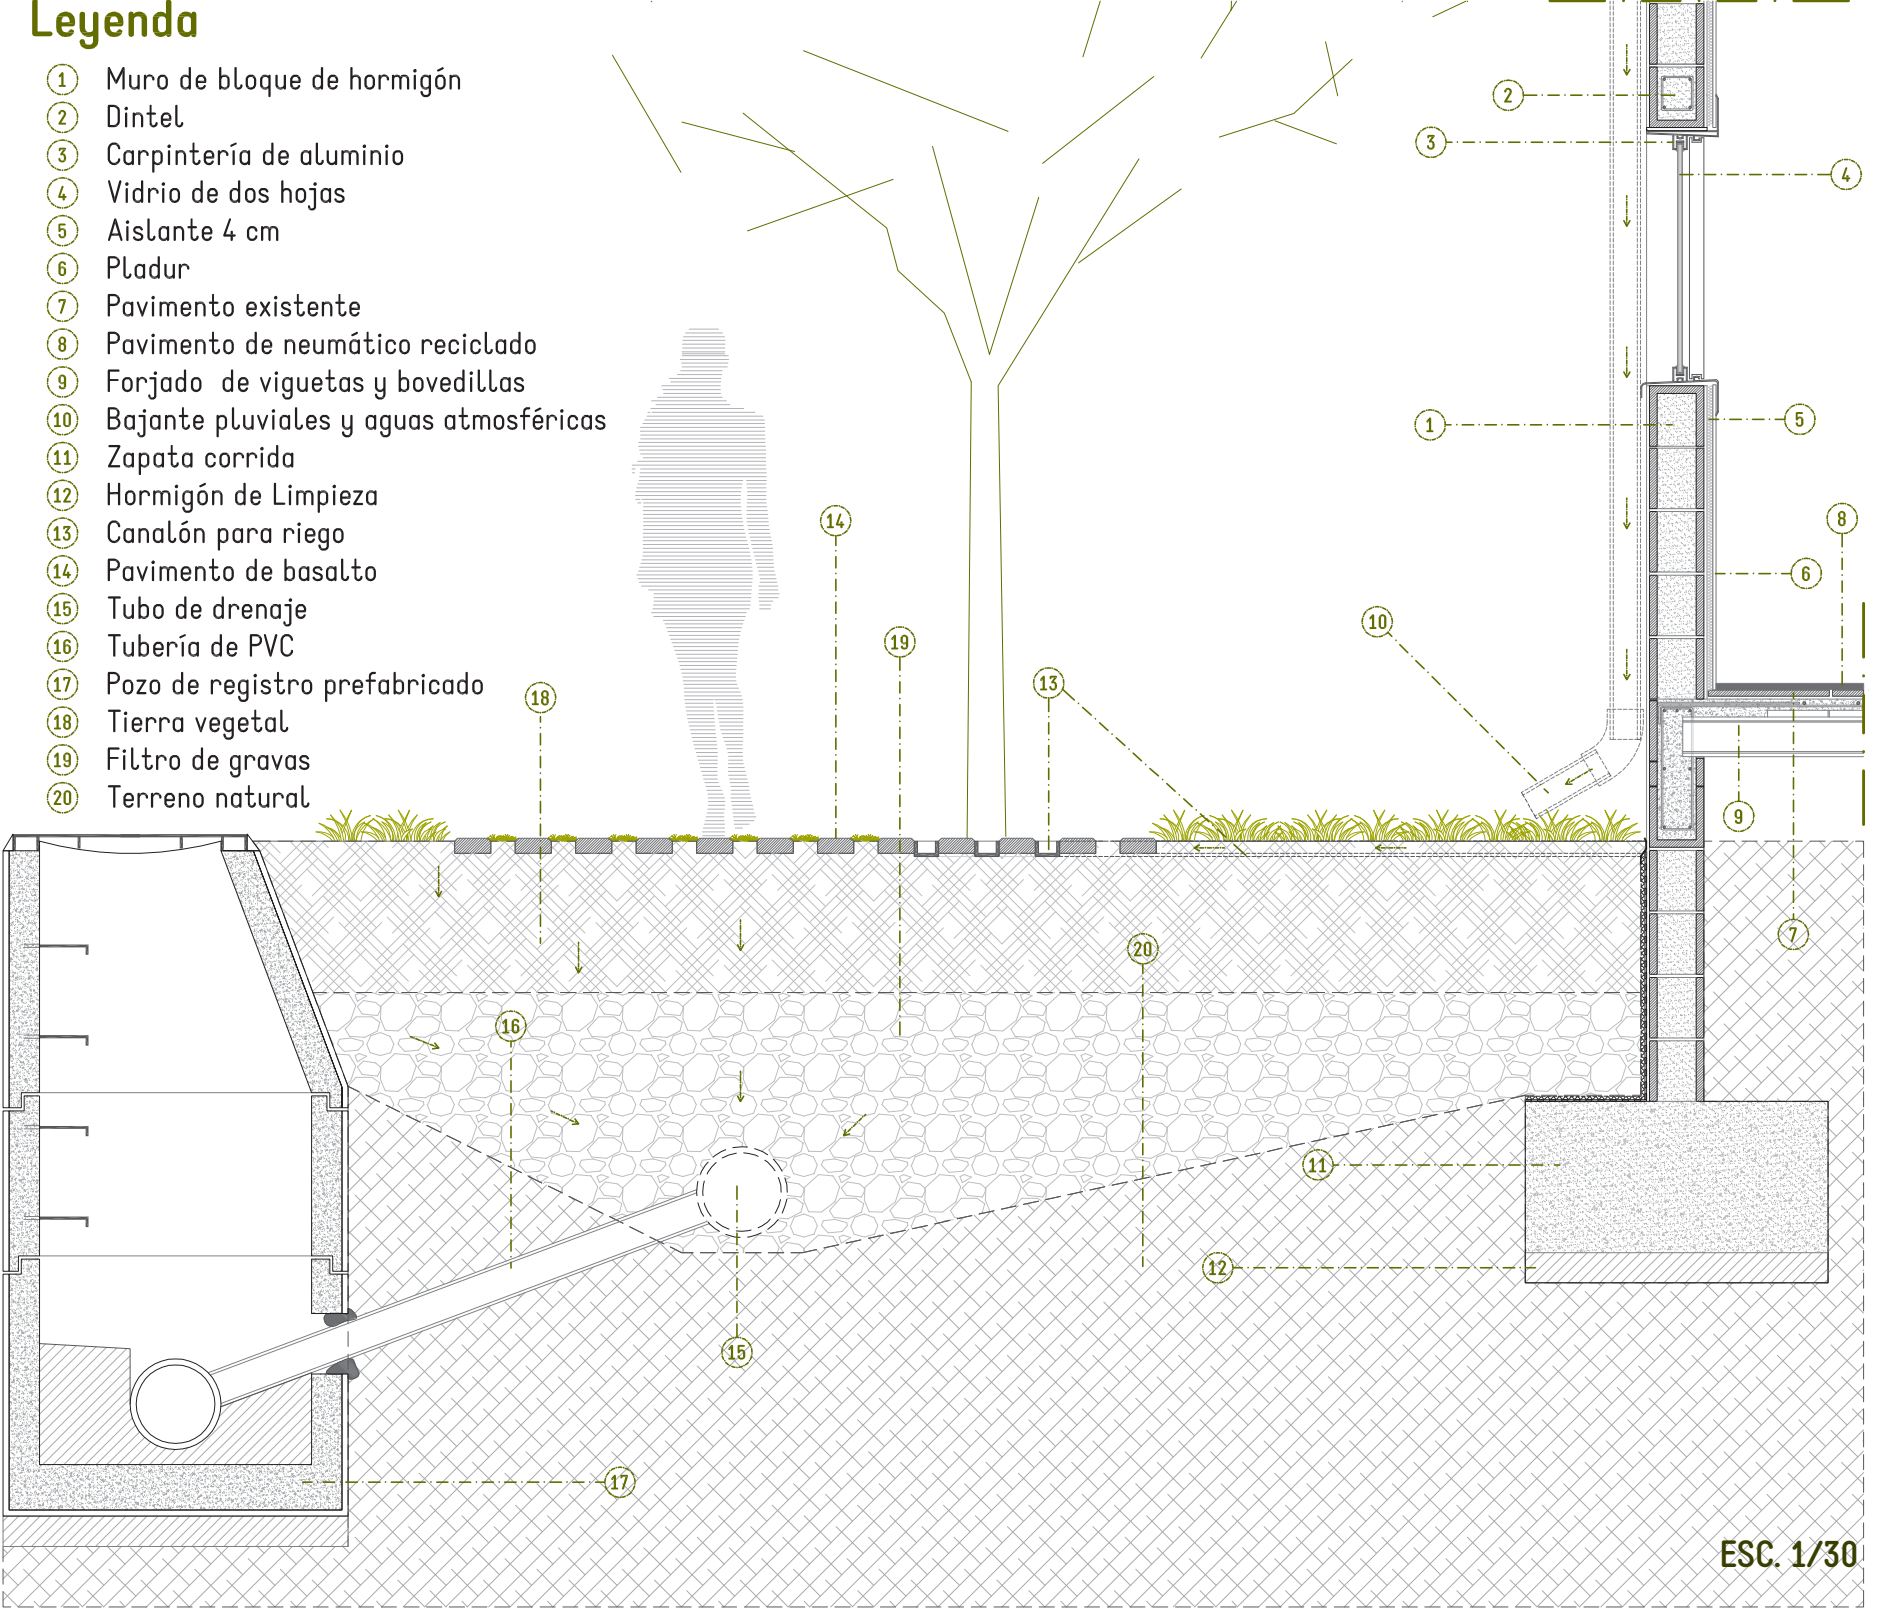 Leyenda
1 Muro de bloque de hormigón
2 Dintel
3 Carpintería de aluminio
4 Vidrio de dos hojas
5 Aislante 4 cm
6 Pladur
7 Pavimento existente
8 Pavimento de neumático reciclado
9 Forjado de viguetas y bovedillas
10 Bajante pluviales y aguas atmosféricas
11 Zapata corrida
12 Hormigón de Limpieza
13 Canalón para riego
14 Pavimento de basalto
15 Tubo de drenaje
16 Tubería de PVC
17 Pozo de registro prefabricado
18 Tierra vegetal
19 Filtro de gravas
20 Terreno natural
2
3
4
1
5
14
8
6
10
19
13
18
9
7
20
16
11
12
15
17
ESC. 1/30